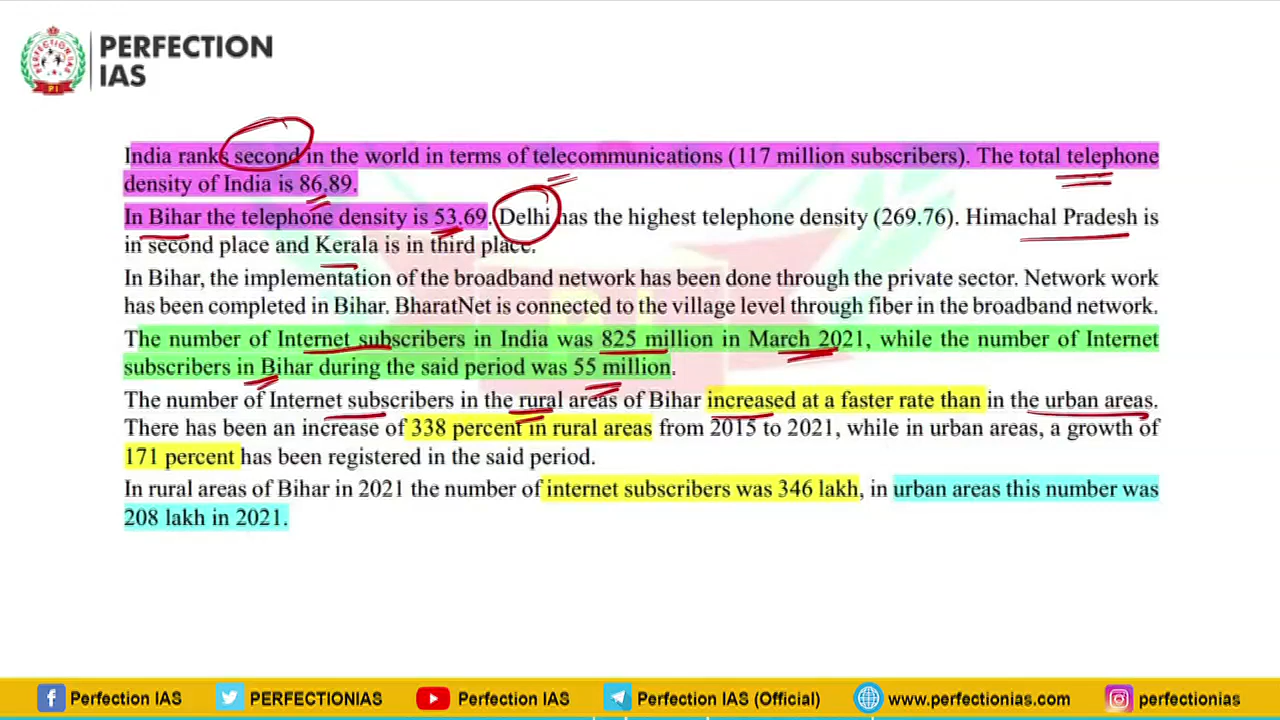 PERFECTION
IAS
PERFECTION IAS
PI
India ranks second in the world in terms of telecommunications (117 million subscribers). The total telephone
density of India is 86.89.
In Bihar the telephone density is 53.69. Delhi has the highest telephone density (269.76). Himachal Pradesh is
in second place and Kerala is in third place.
In Bihar, the implementation of the broadband network has been done through the private sector. Network work
has been completed in Bihar. BharatNet is connected to the village level through fiber in the broadband network.
The number of Internet subscribers in India was 825 million in March 2021, while the number of Internet
subscribers in Bihar during the said period was 55 million.
The number of Internet subscribers in the rural areas of Bihar increased at a faster rate than in the urban areas.
There has been an increase of 338 percent in rural areas from 2015 to 2021, while in urban areas, a growth of
171 percent has been registered in the said period.
In rural areas of Bihar in 2021 the number of internet subscribers was 346 lakh, in urban areas this number was
208 lakh in 2021.
Perfection IAS PERFECTIONIAS Perfection IAS Perfection IAS (Official) www.perfectionias.com perfectionias